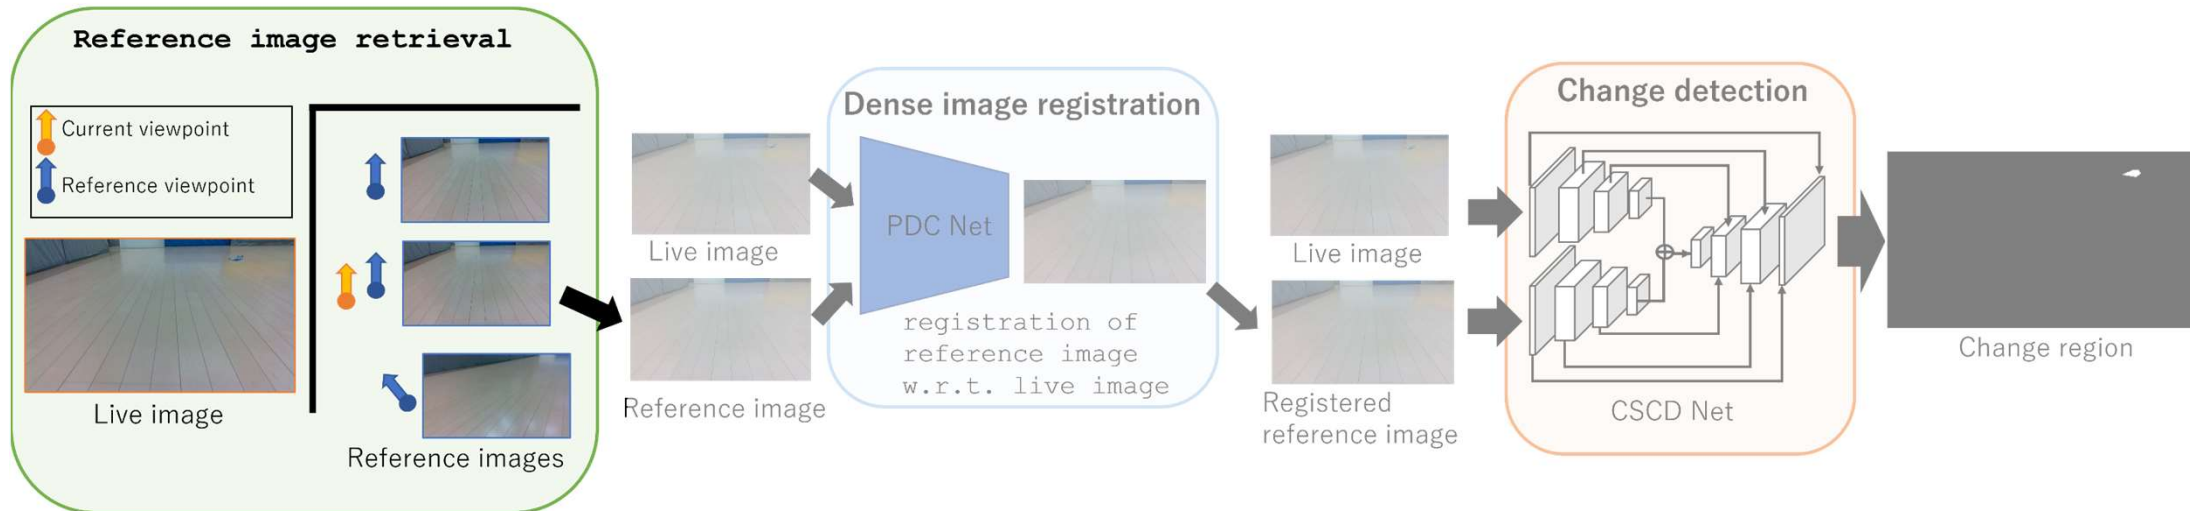 Reference image retrieval
Current viewpoint
Reference viewpoint
Live image
Reference images
Live image
Reference image
Dense image registration
PDC Net
registration of
reference image
w.r.t. live image
Live image
Registered
reference image
Change detection
CSCD Net
Change region